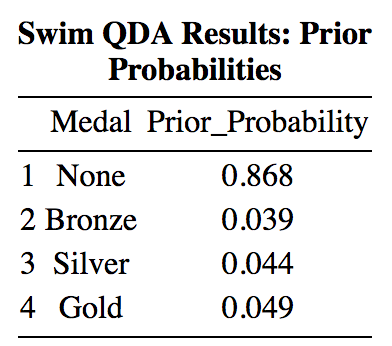 Swim QDA Results: Prior
Probabilities
Medal Prior_Probability
1 None 0.868
2 Bronze 0.039
3 Silver 0.044
4 Gold 0.049